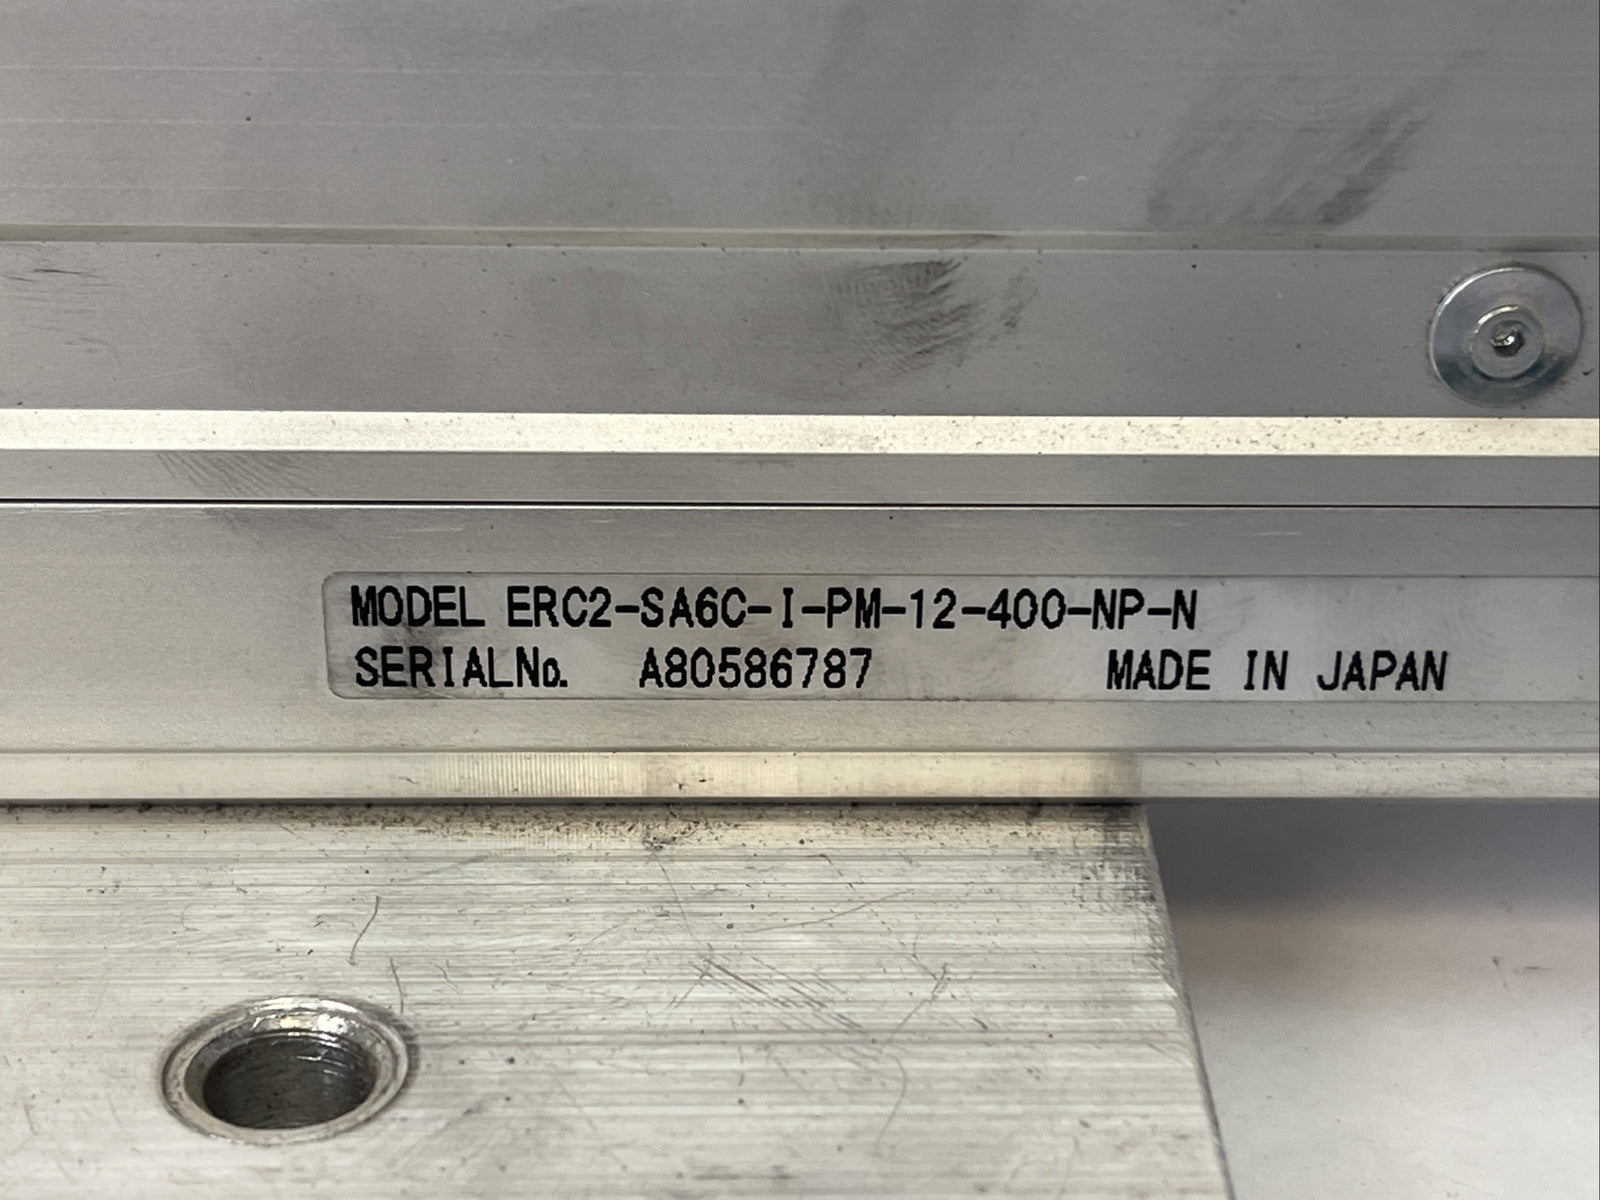 MODEL ERC2-SA6C-I-PM-12-400-NP-N
SERIALNo. A80586787 MADE IN JAPAN